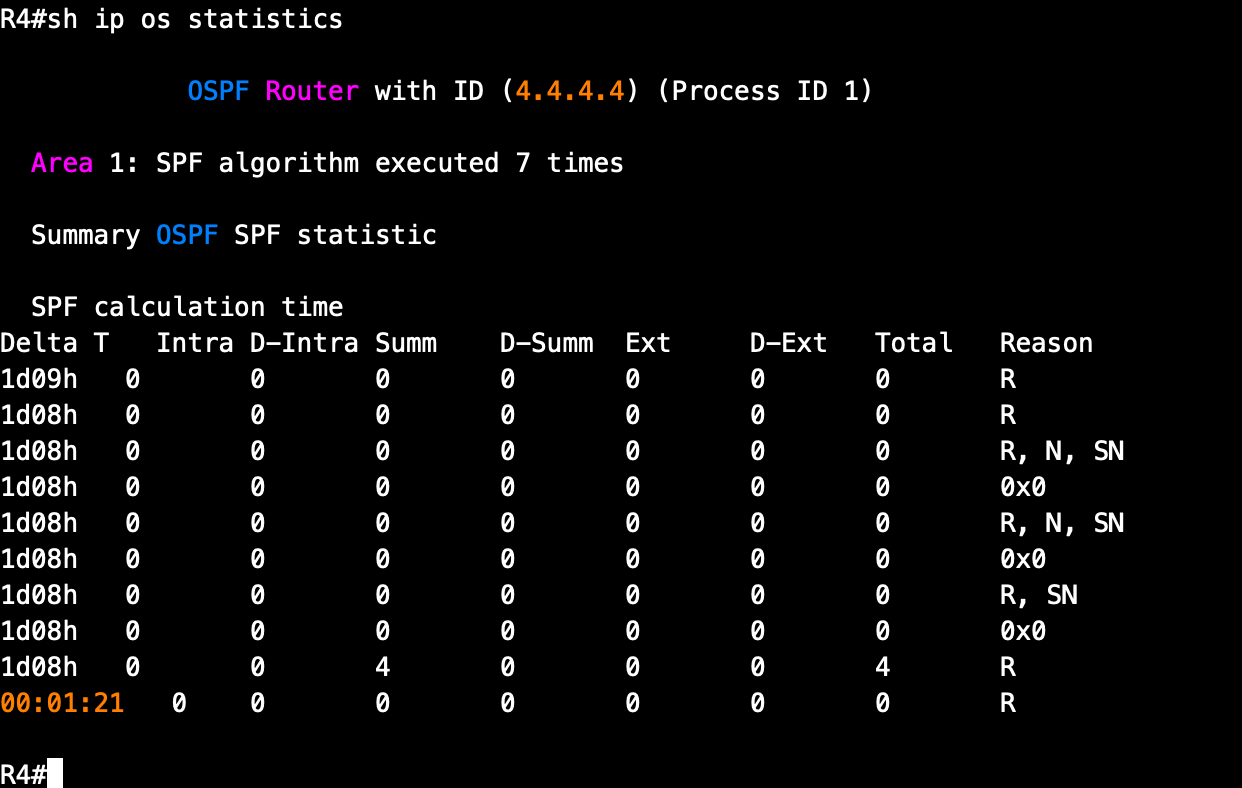 R4#sh ip os statistics
OSPF Router with ID (4.4.4.4) (Process ID 1)
Area 1: SPF algorithm executed 7 times
Summary OSPF SPF statistic
SPF calculation time
Delta T   Intra D-Intra Summ    D-Summ  Ext     D-Ext   Total   Reason
1d09h   0       0       0       0       0       0       0       R
1d08h   0       0       0       0       0       0       0       R
1d08h   0       0       0       0       0       0       0       R, N, SN
1d08h   0       0       0       0       0       0       0       0x0
1d08h   0       0       0       0       0       0       0       R, N, SN
1d08h   0       0       0       0       0       0       0       0x0
1d08h   0       0       0       0       0       0       0       R, SN
1d08h   0       0       0       0       0       0       0       0x0
1d08h   0       0       4       0       0       0       4       R
00:01:21   0    0       0       0       0       0       0       R
R4#